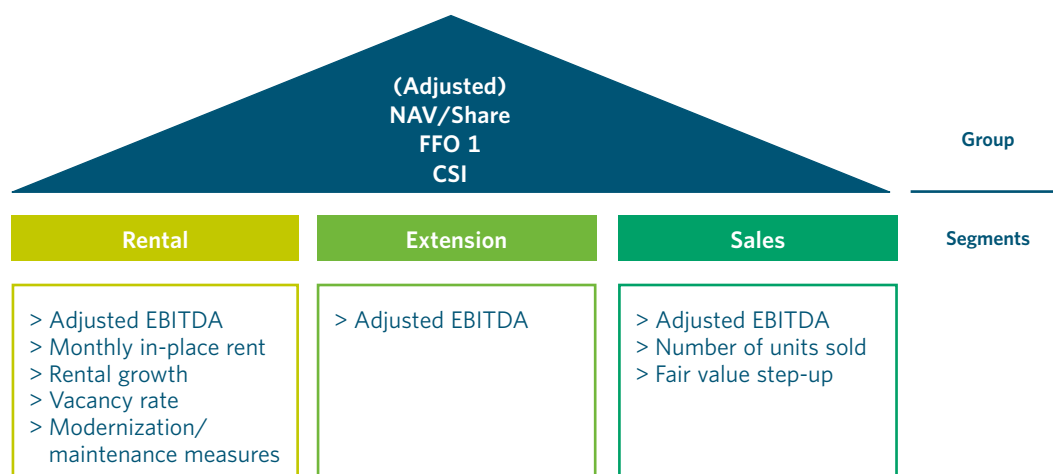 (Adjusted)
NAV/Share
FFO 1
CSI
Group
Rental
Extension
Sales
Segments
> Adjusted EBITDA
> Monthly in-place rent
> Rental growth
> Vacancy rate
> Modernization/
maintenance measures
> Adjusted EBITDA
> Adjusted EBITDA
> Number of units sold
> Fair value step-up